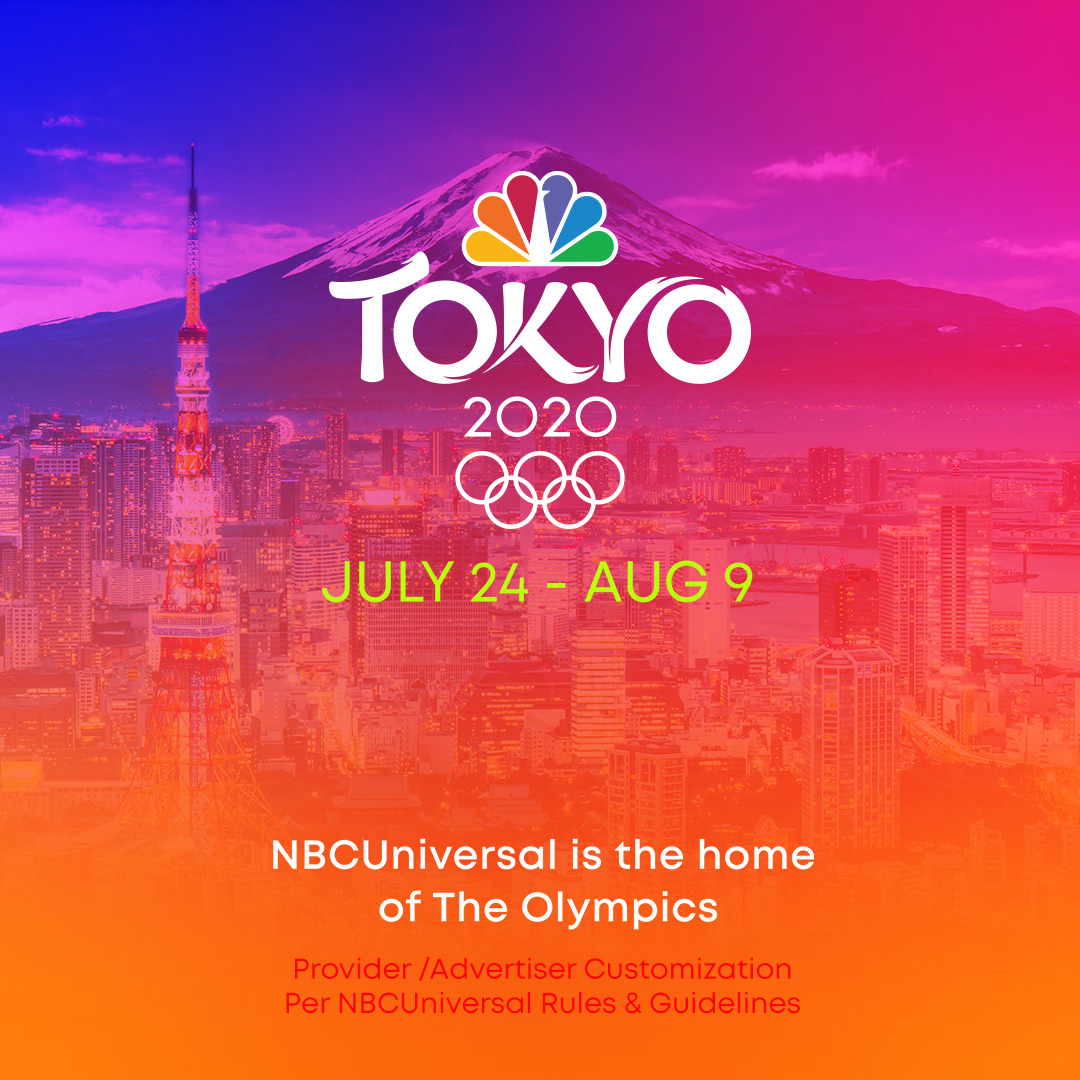 TOKYO
2020
JULY 24 - AUG 9
NBCUniversal is the home
of The Olympics
Provider /Advertiser Customization
Per NBCUniversal Rules & Guidelines